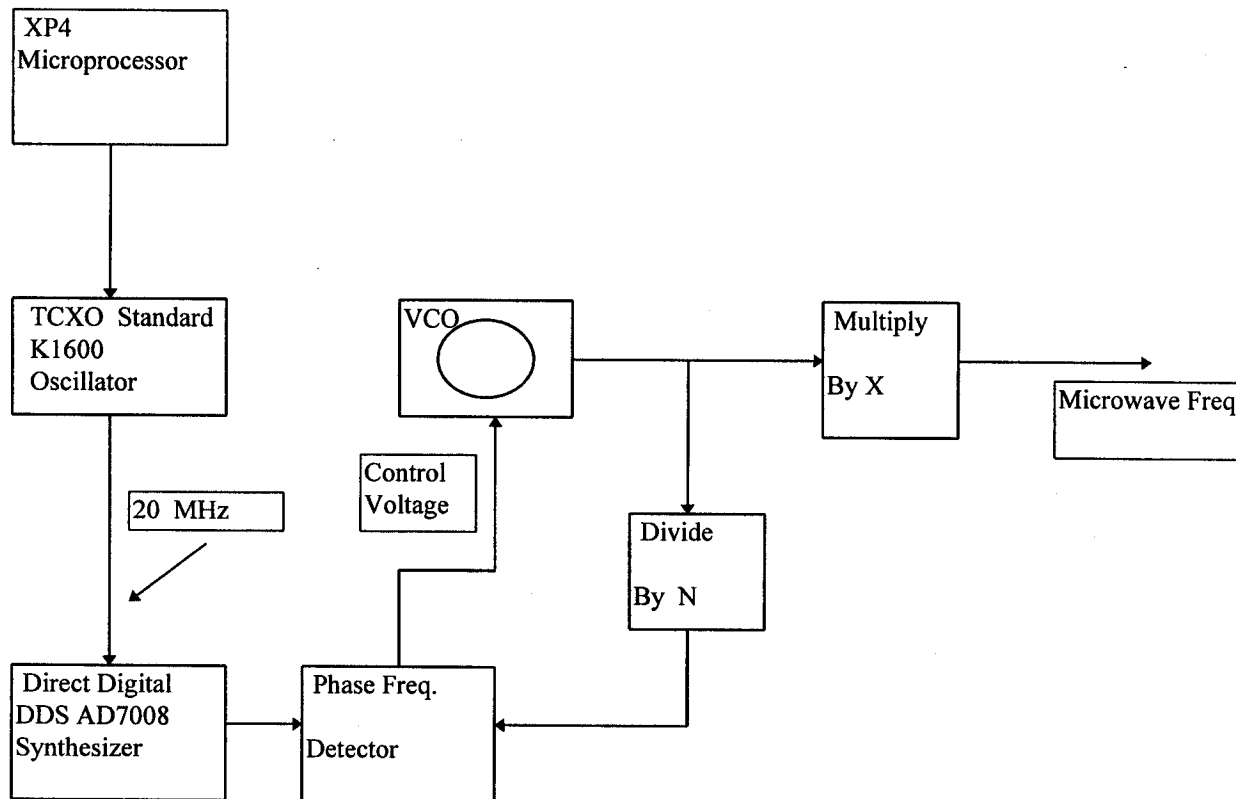 XP4
Microprocessor
TCXO Standard
K1600
Oscillator
VCO
Multiply
By X
Microwave Freq
Control
Voltage
20 MHz
Divide
By N
Direct Digital
DDS AD7008
Synthesizer
Phase Freq.
Detector